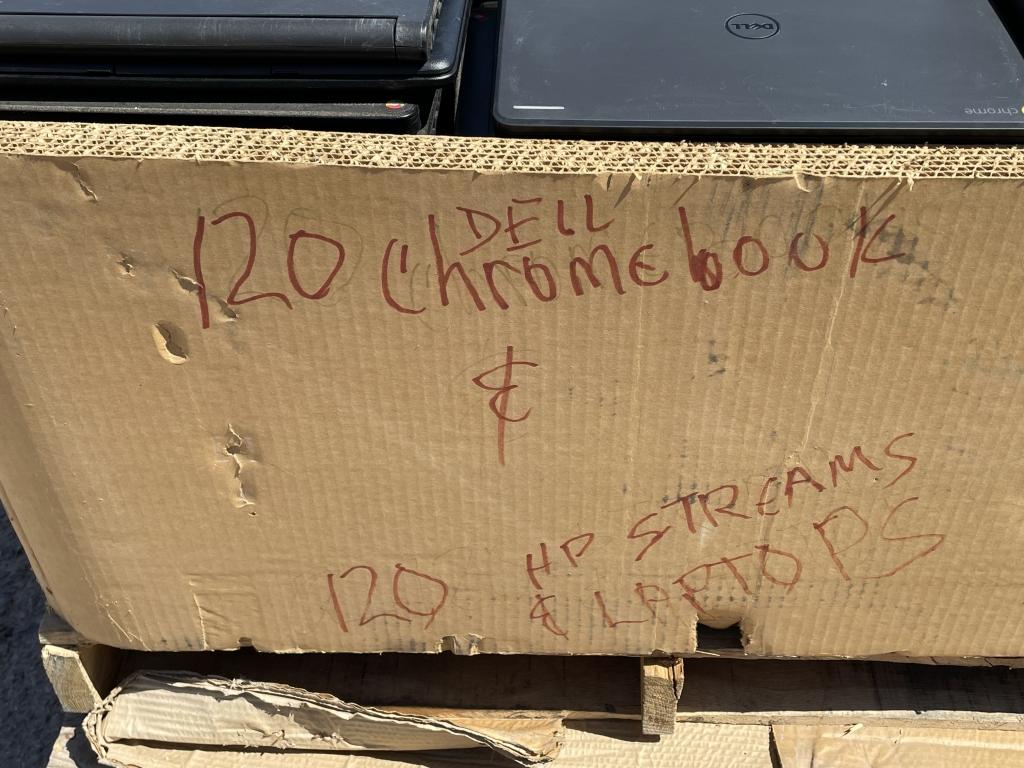 DELL
chrome
DELL
120 Chromebook
&
HP STREAMS
120 & LAPTOPS